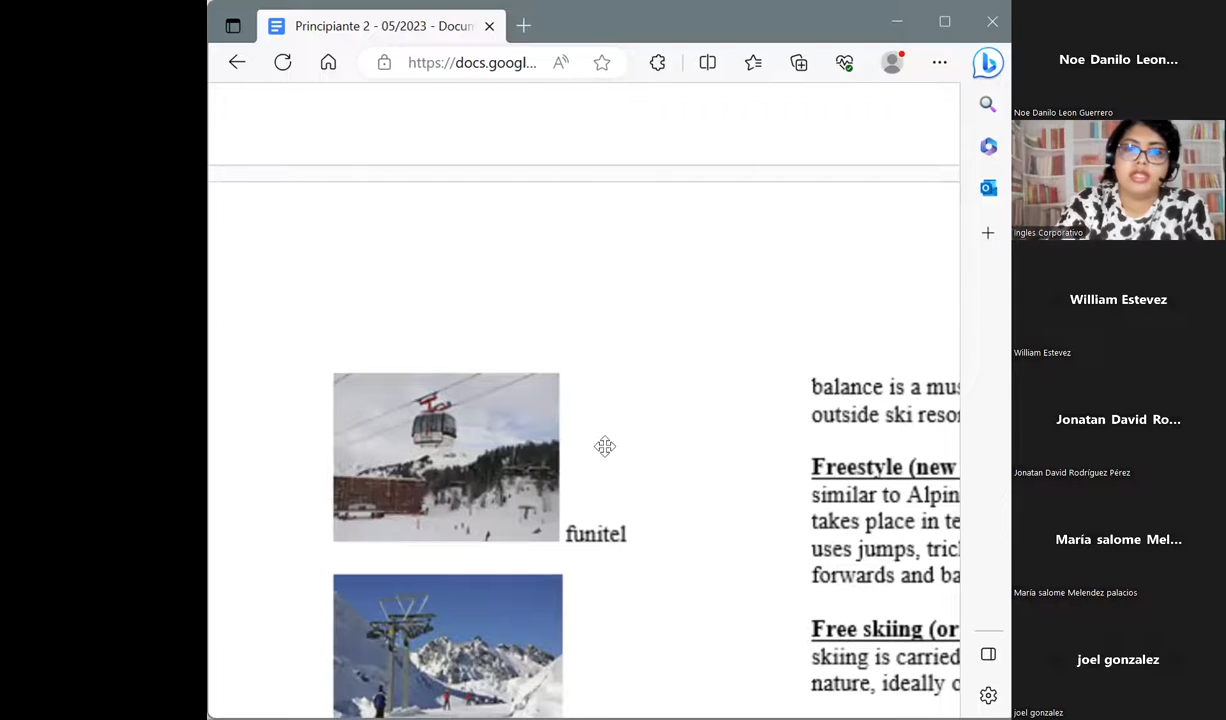 Principiante 2 - 05/2023 - Docum
https://docs.googl...
balance is a mus
outside ski resor
Freestyle (new
similar to Alpin
takes place in te
uses jumps, tric
forwards and ba
funitel
Free skiing (or
skiing is carried
nature, ideally o
Noe Danilo Leon...
Noe Danilo Leon Guerrero
Ingles Corporativo
William Estevez
William Estevez
Jonatan David Ro...
Jonatan David Rodríguez Pérez
María salome Mel...
María salome Melendez palacios
joel gonzalez
joel gonzalez